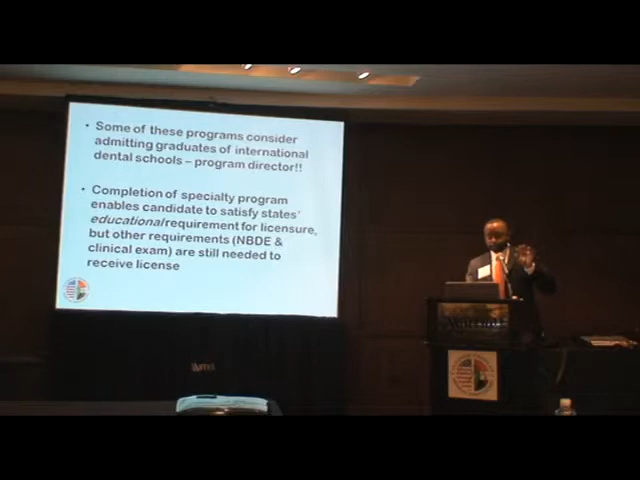 • Some of these programs consider
admitting graduates of international
dental schools – program director!!
• Completion of specialty program
enables candidate to satisfy states'
educational requirement for licensure,
but other requirements (NBDE &
clinical exam) are still needed to
receive license
Marriott